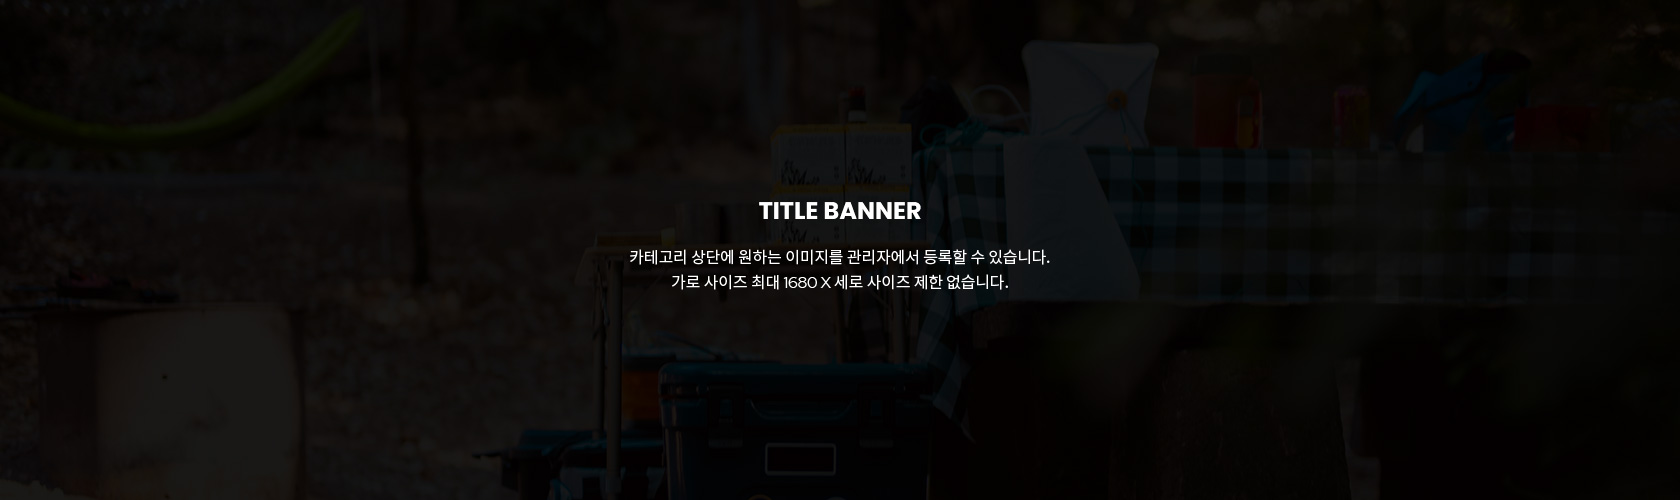 TITLE BANNER
카테고리 상단에 원하는 이미지를 관리자에서 등록할 수 있습니다.
가로 사이즈 최대 1680 X 세로 사이즈 제한 없습니다.